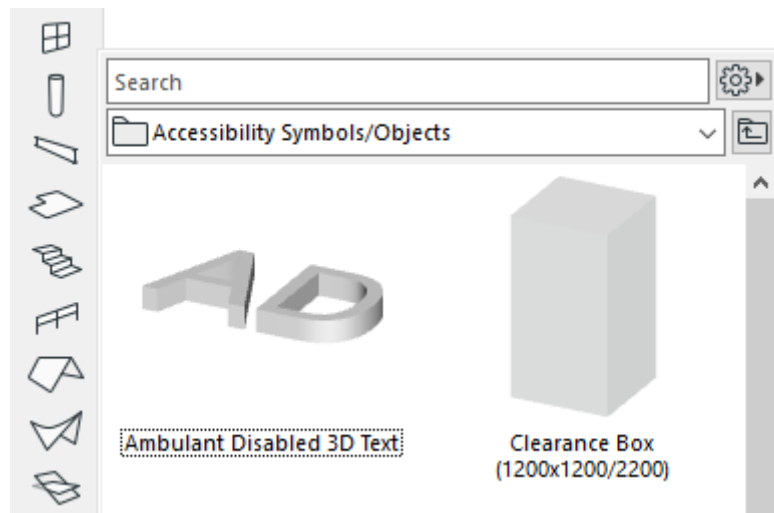 Search
Accessibility Symbols/Objects
AD
Ambulant Disabled 3D Text
Clearance Box
(1200x1200/2200)